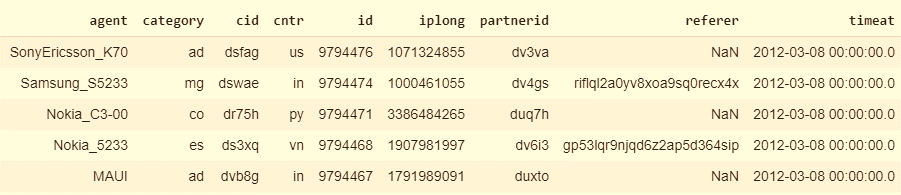 agent category cid cntr id iplong partnerid referer timeat
SonyEricsson_K70 ad dsfag us 9794476 1071324855 dv3va NaN 2012-03-08 00:00:00.0
Samsung_S5233 mg dswae in 9794474 1000461055 dv4gs riflql2a0yv8xoa9sq0recx4x 2012-03-08 00:00:00.0
Nokia_C3-00 co dr75h py 9794471 3386484265 duq7h NaN 2012-03-08 00:00:00.0
Nokia_5233 es ds3xq vn 9794468 1907981997 dv6i3 gp53lqr9njqd6z2ap5d364sip 2012-03-08 00:00:00.0
MAUI ad dvb8g in 9794467 1791989091 duxto NaN 2012-03-08 00:00:00.0